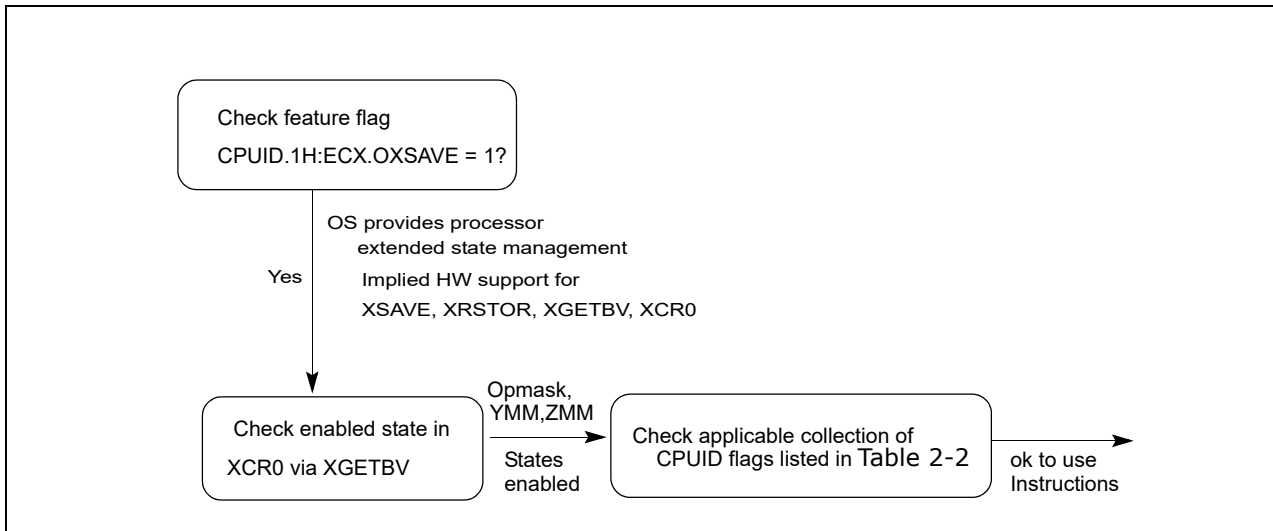 Check feature flag
CPUID.1H:ECX.OXSAVE = 1?
OS provides processor
extended state management
Yes
Implied HW support for
XSAVE, XRSTOR, XGETBV, XCR0
Check enabled state in
XCR0 via XGETBV
Opmask,
YMM,ZMM
States
enabled
Check applicable collection of
CPUID flags listed in Table 2-2
ok to use
Instructions